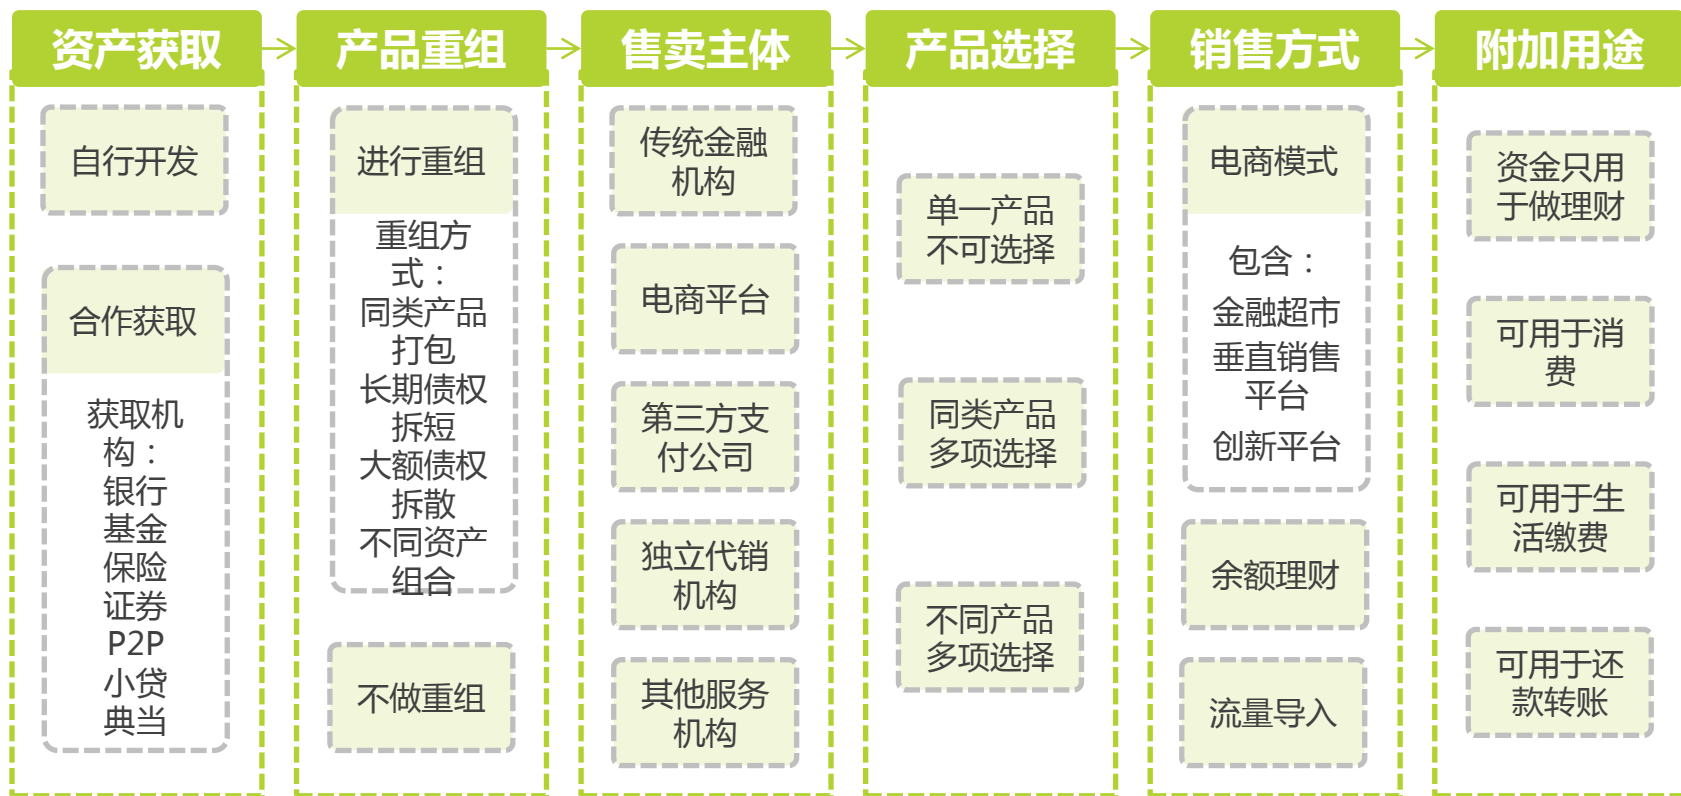 资产获取
自行开发
合作获取
获取机
构：
银行
基金
保险
证券
P2P
小贷
典当
产品重组
进行重组
重组方
式：
同类产品
打包
长期债权
拆短
大额债权
拆散
不同资产
组合
不做重组
售卖主体
传统金融
机构
电商平台
第三方支
付公司
独立代销
机构
其他服务
机构
产品选择
单一产品
不可选择
同类产品
多项选择
不同产品
多项选择
销售方式
电商模式
包含：
金融超市
垂直销售
平台
创新平台
余额理财
流量导入
附加用途
资金只用
于做理财
可用于消
费
可用于生
活缴费
可用于还
款转账